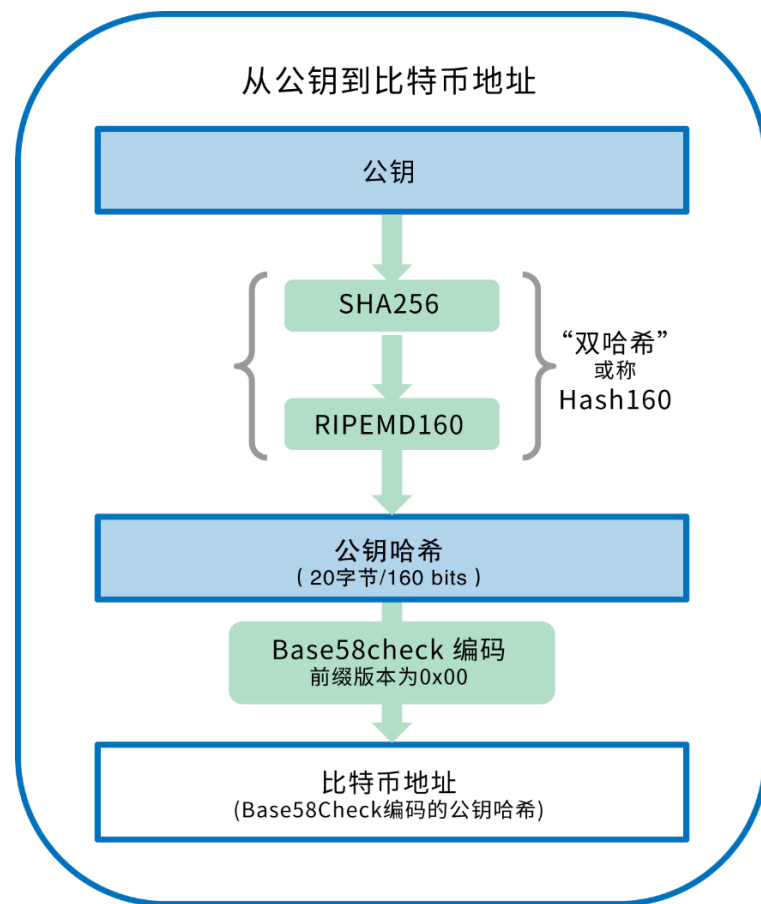 从公钥到比特币地址
公钥
SHA256
RIPEMD160
“双哈希”
或称
Hash160
公钥哈希
( 20字节/160 bits )
Base58check 编码
前缀版本为0x00
比特币地址
(Base58Check编码的公钥哈希)